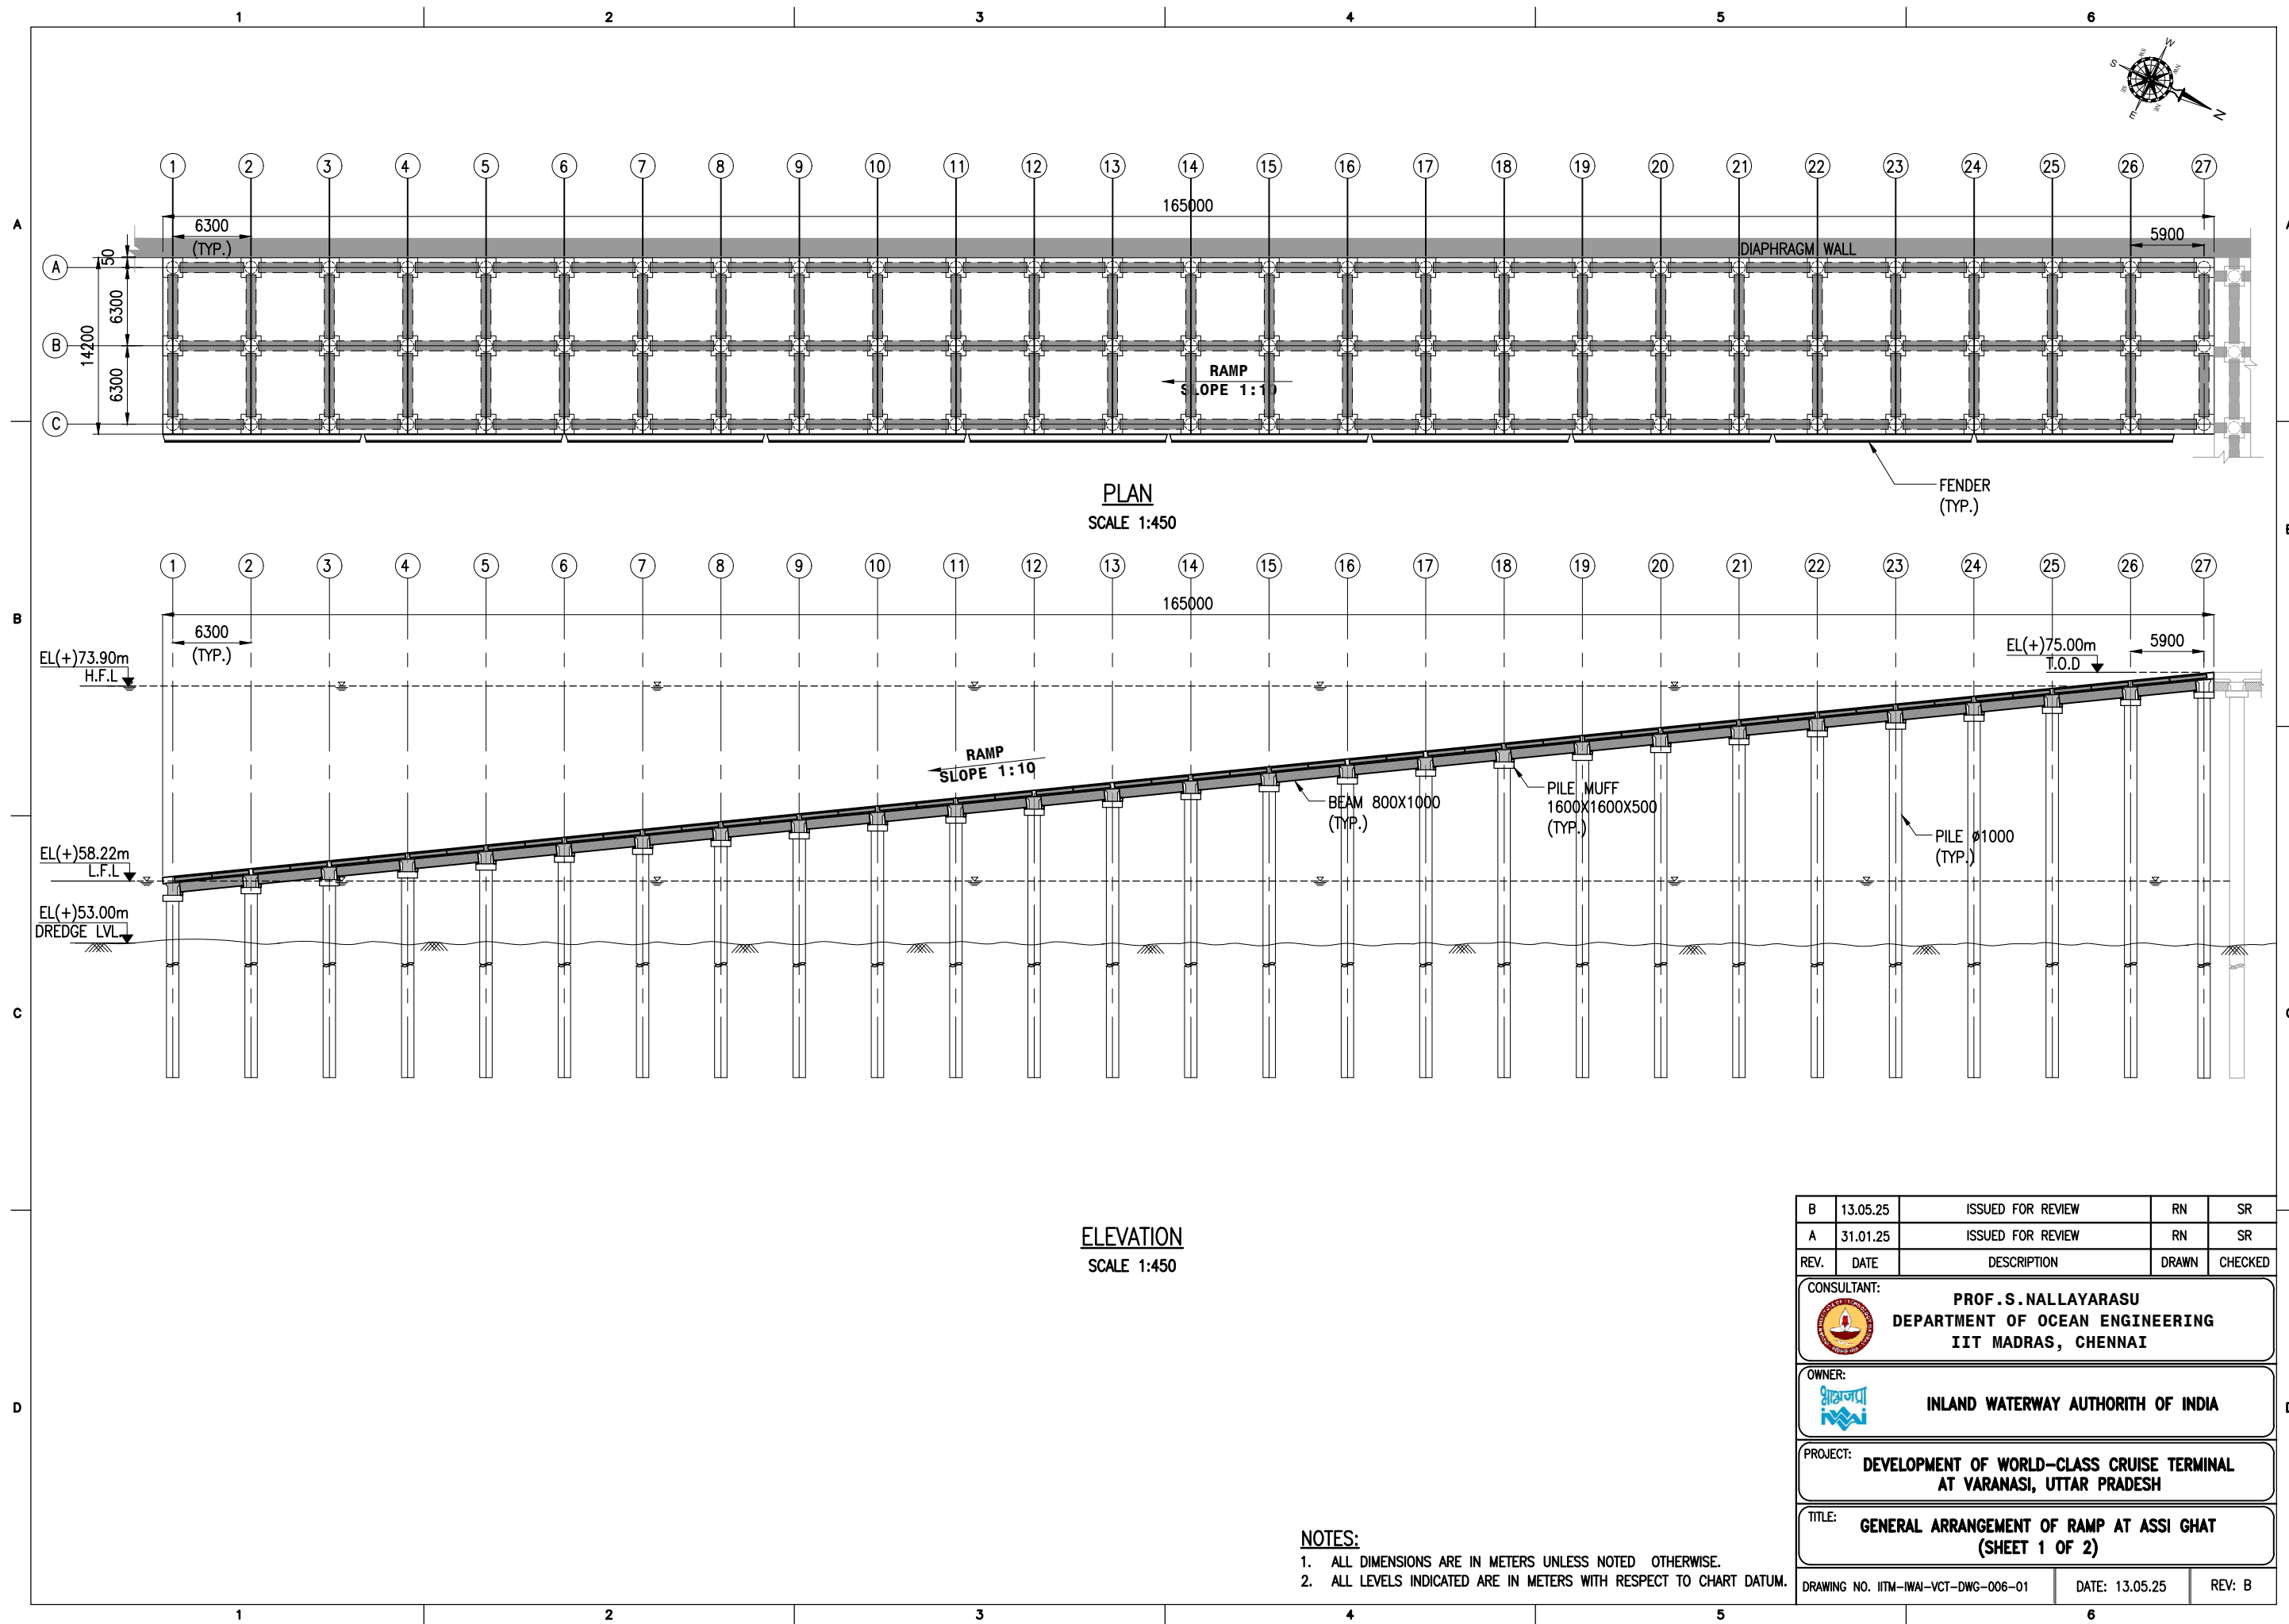 1 2 3 4 5 6
W
S
N
E
1 2 3 4 5 6 7 8 9 10 11 12 13 14 15 16 17 18 19 20 21 22 23 24 25 26 27
165000
A
6300
(TYP.)
5900
50
DIAPHRAGM WALL
A
6300
B
14200
6300
C
RAMP
SLOPE 1:10
FENDER
(TYP.)
PLAN
SCALE 1:450
1 2 3 4 5 6 7 8 9 10 11 12 13 14 15 16 17 18 19 20 21 22 23 24 25 26 27
165000
B
6300
(TYP.)
5900
EL(+)75.00m
T.O.D
EL(+)73.90m
H.F.L
RAMP
SLOPE 1:10
BEAM 800X1000
(TYP.)
PILE MUFF
1600X1600X500
(TYP.)
PILE ø1000
(TYP.)
EL(+)58.22m
L.F.L
EL(+)53.00m
DREDGE LVL.
C
ELEVATION
SCALE 1:450
B 13.05.25 ISSUED FOR REVIEW RN SR
A 31.01.25 ISSUED FOR REVIEW RN SR
REV. DATE DESCRIPTION DRAWN CHECKED
CONSULTANT:
PROF.S.NALLAYARASU
DEPARTMENT OF OCEAN ENGINEERING
IIT MADRAS, CHENNAI
OWNER:
INLAND WATERWAY AUTHORITH OF INDIA
D
PROJECT:
DEVELOPMENT OF WORLD-CLASS CRUISE TERMINAL
AT VARANASI, UTTAR PRADESH
TITLE:
GENERAL ARRANGEMENT OF RAMP AT ASSI GHAT
(SHEET 1 OF 2)
DRAWING NO. IITM-IWAI-VCT-DWG-006-01 DATE: 13.05.25 REV: B
NOTES:
1. ALL DIMENSIONS ARE IN METERS UNLESS NOTED OTHERWISE.
2. ALL LEVELS INDICATED ARE IN METERS WITH RESPECT TO CHART DATUM.
1 2 3 4 5 6